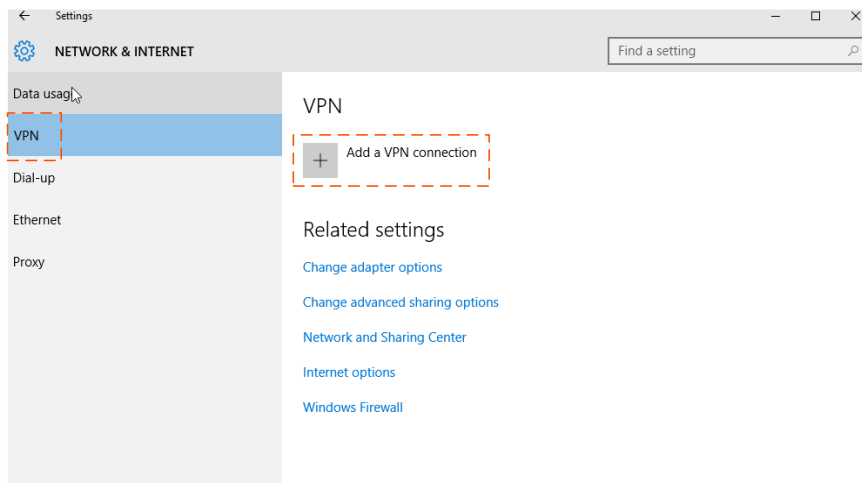 Settings
NETWORK & INTERNET
Find a setting
Data usage
VPN
Dial-up
Ethernet
Proxy
VPN
Add a VPN connection
Related settings
Change adapter options
Change advanced sharing options
Network and Sharing Center
Internet options
Windows Firewall